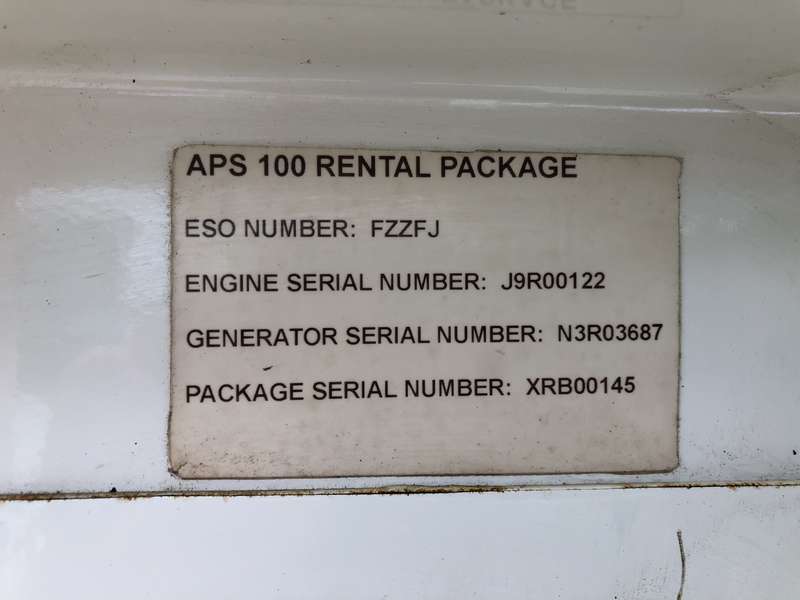 APS 100 RENTAL PACKAGE
ESO NUMBER: FZZFJ
ENGINE SERIAL NUMBER: J9R00122
GENERATOR SERIAL NUMBER: N3R03687
PACKAGE SERIAL NUMBER: XRB00145